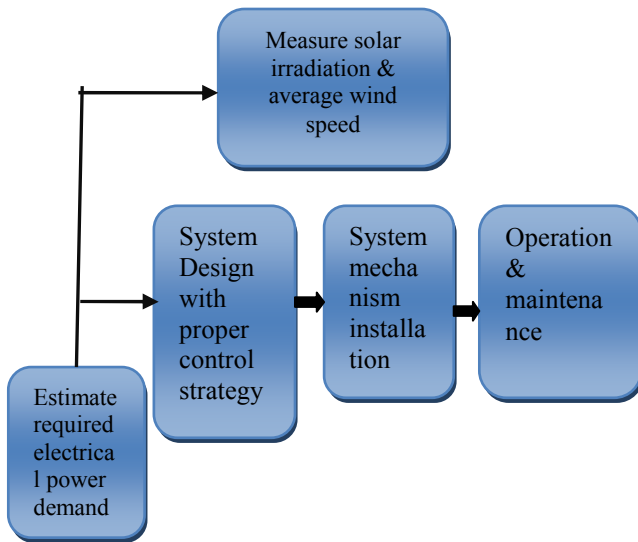 Measure solar
irradiation &
average wind
speed
System
Design
with
proper
control
strategy
System
mecha
nism
installa
tion
Operation
&
maintena
nce
Estimate
required
electrica
l power
demand